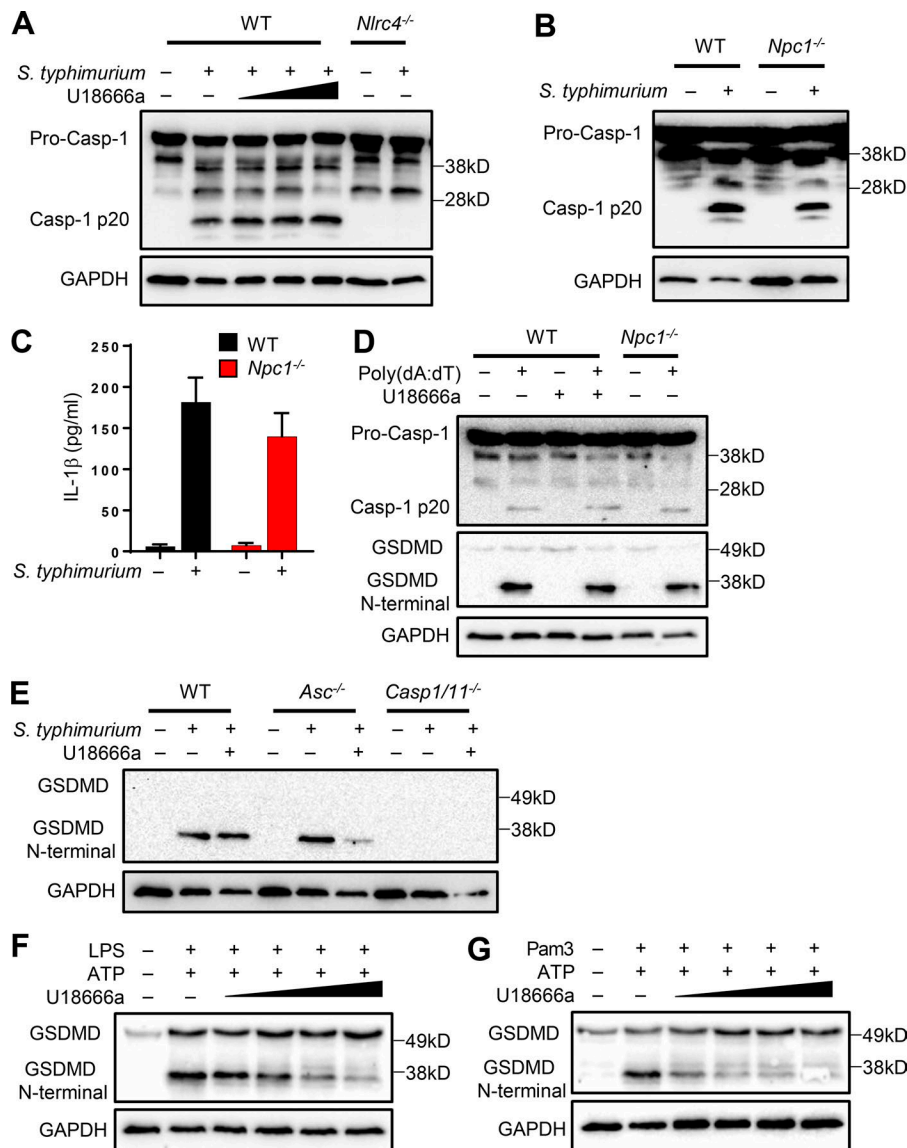 A
WT
Nlrc4-/-
S. typhimurium – + + + + – +
U18666a – – – –
Pro-Casp-1
38kD
28kD
Casp-1 p20
GAPDH
B
WT
Npc1-/-
S. typhimurium – + – +
Pro-Casp-1
38kD
28kD
Casp-1 p20
GAPDH
C
WT
Npc1-/-
IL-1β (pg/ml)
250
200
150
100
50
0
S. typhimurium – + – +
D
WT
Npc1-/-
Poly(dA:dT) – + – + – +
U18666a – – + + – –
Pro-Casp-1
38kD
28kD
Casp-1 p20
GSDMD
49kD
GSDMD
N-terminal
38kD
GAPDH
E
WT
Asc-/-
Casp1/11-/-
S. typhimurium – + + – + + – + +
U18666a – – + – – + – – +
GSDMD
49kD
GSDMD
N-terminal
38kD
GAPDH
F
LPS – + + + + +
ATP – + + + + +
U18666a – –
GSDMD
49kD
GSDMD
N-terminal
38kD
GAPDH
G
Pam3 – + + + + +
ATP – + + + + +
U18666a – –
GSDMD
49kD
GSDMD
N-terminal
38kD
GAPDH